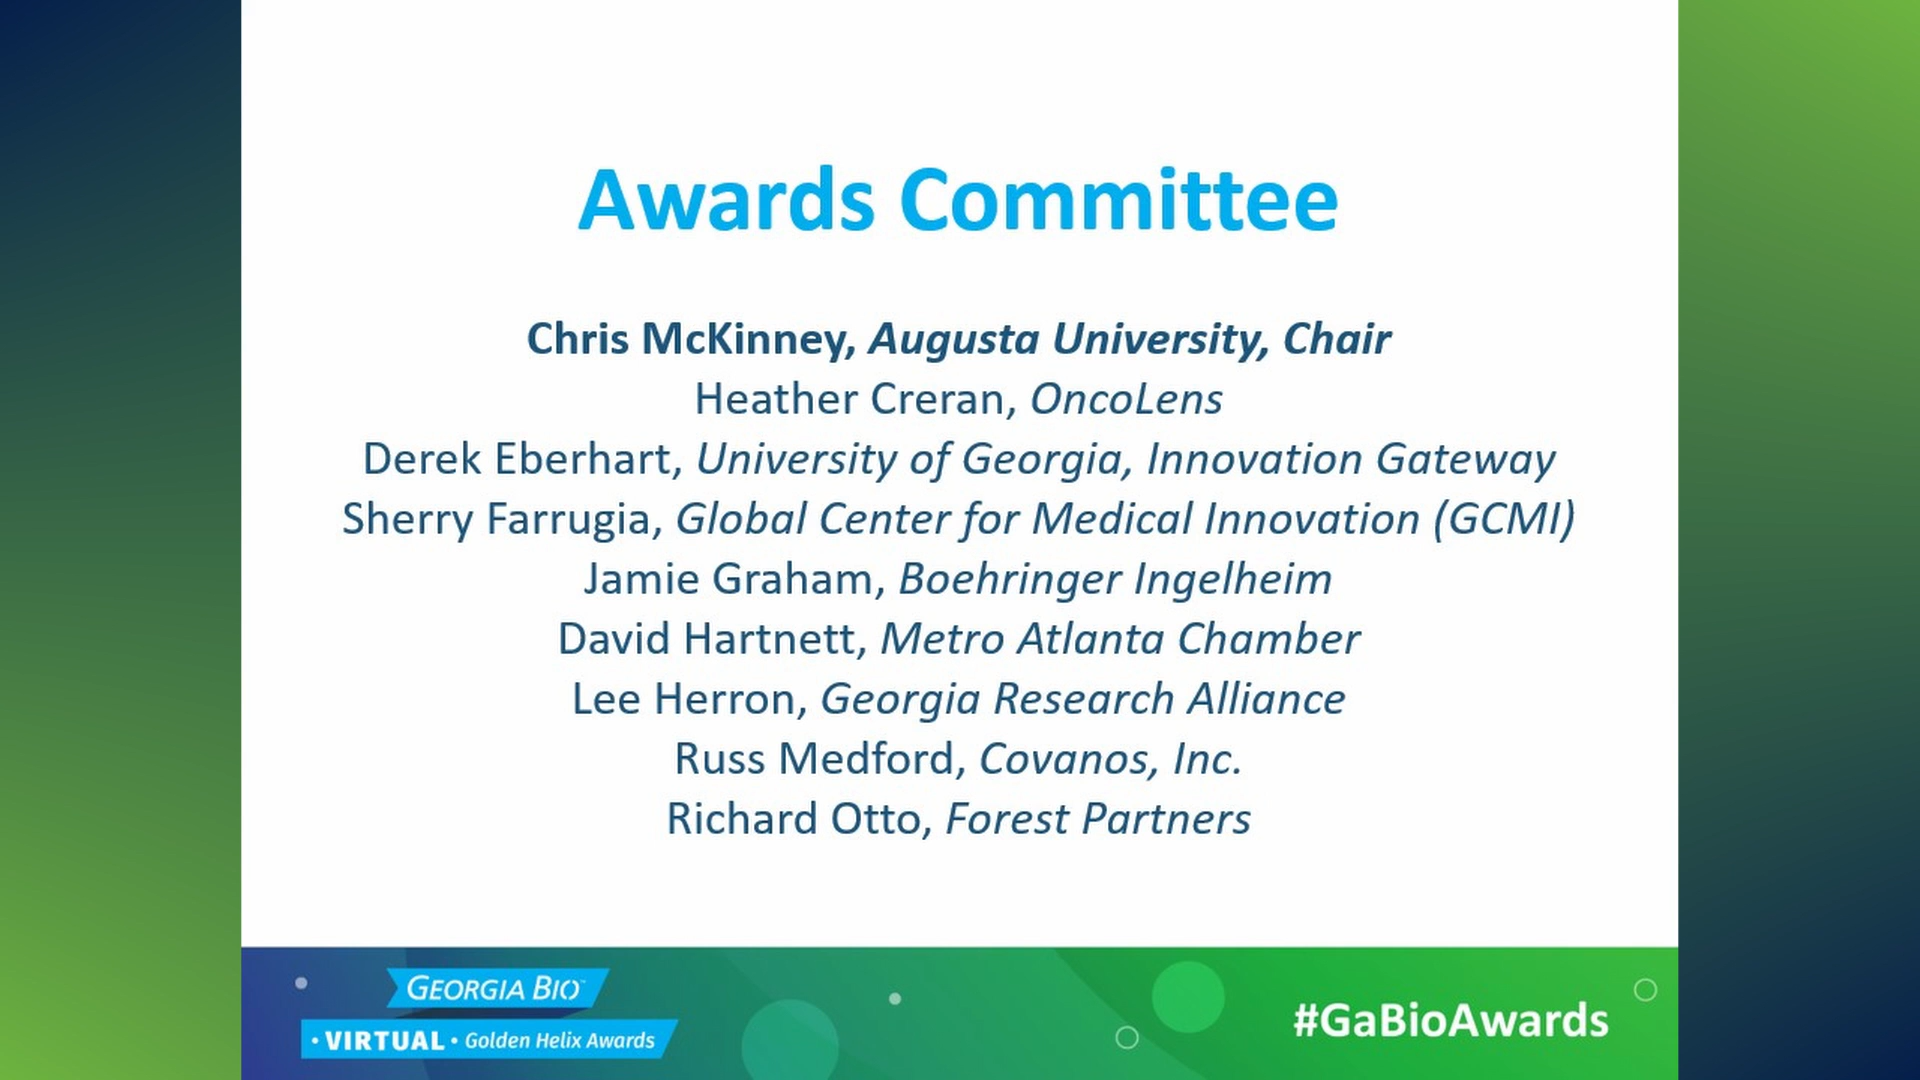 Awards Committee
Chris McKinney, Augusta University, Chair
Heather Creran, OncoLens
Derek Eberhart, University of Georgia, Innovation Gateway
Sherry Farrugia, Global Center for Medical Innovation (GCMI)
Jamie Graham, Boehringer Ingelheim
David Hartnett, Metro Atlanta Chamber
Lee Herron, Georgia Research Alliance
Russ Medford, Covanos, Inc.
Richard Otto, Forest Partners
GEORGIA BIO™
• VIRTUAL • Golden Helix Awards
#GaBioAwards